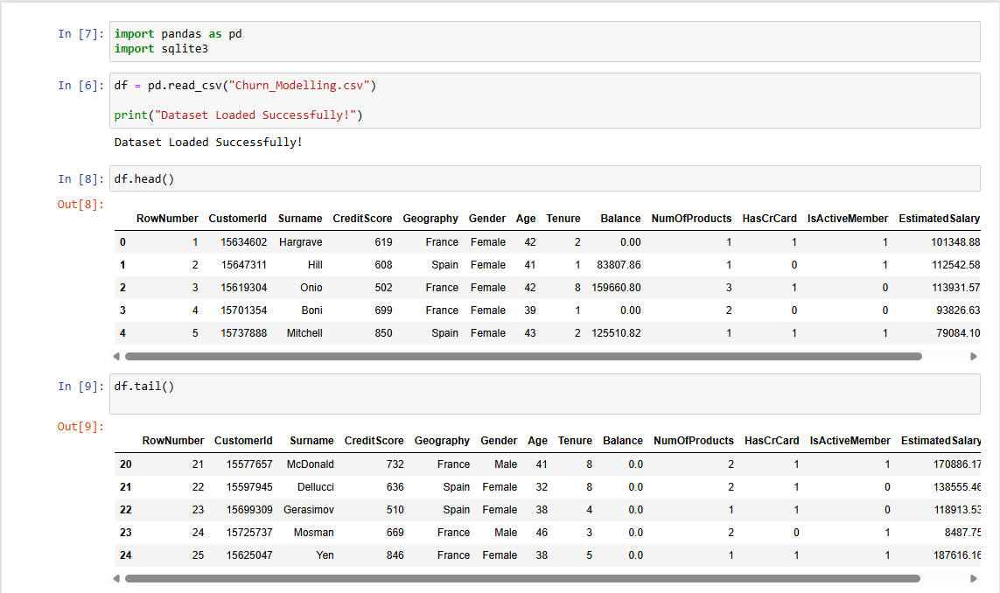 In [7]: import pandas as pd
import sqlite3
In [6]: df = pd.read_csv("Churn_Modelling.csv")
print("Dataset Loaded Successfully!")
Dataset Loaded Successfully!
In [8]: df.head()
Out[8]:
RowNumber CustomerId Surname CreditScore Geography Gender Age Tenure Balance NumOfProducts HasCrCard IsActiveMember EstimatedSalary
0 1 15634602 Hargrave 619 France Female 42 2 0.00 1 1 1 101348.88
1 2 15647311 Hill 608 Spain Female 41 1 83807.86 1 0 1 112542.58
2 3 15619304 Onio 502 France Female 42 8 159660.80 3 1 0 113931.57
3 4 15701354 Boni 699 France Female 39 1 0.00 2 0 0 93826.63
4 5 15737888 Mitchell 850 Spain Female 43 2 125510.82 1 1 1 79084.10
In [9]: df.tail()
Out[9]:
RowNumber CustomerId Surname CreditScore Geography Gender Age Tenure Balance NumOfProducts HasCrCard IsActiveMember EstimatedSalary
20 21 15577657 McDonald 732 France Male 41 8 0.0 2 1 1 170886.17
21 22 15597945 Dellucci 636 Spain Female 32 8 0.0 2 1 0 138555.46
22 23 15699309 Gerasimov 510 Spain Female 38 4 0.0 1 1 0 118913.53
23 24 15725737 Mosman 669 France Male 46 3 0.0 2 0 1 8487.75
24 25 15625047 Yen 846 France Female 38 5 0.0 1 1 1 187616.16